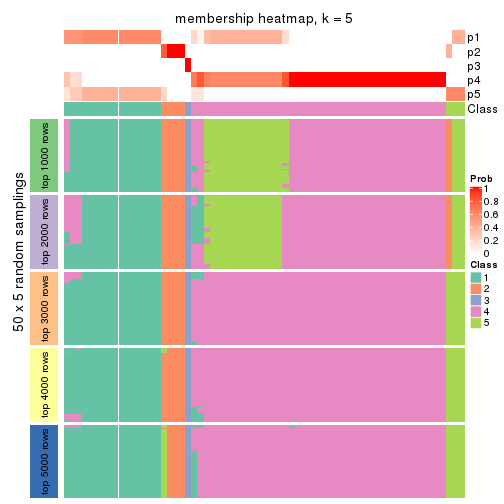 membership heatmap, k = 5
p1
p2
p3
p4
p5
Class
50 x 5 random samplings
top 1000 rows
top 2000 rows
top 3000 rows
top 4000 rows
top 5000 rows
Prob
1
0.8
0.6
0.4
0.2
0
Class
1
2
3
4
5